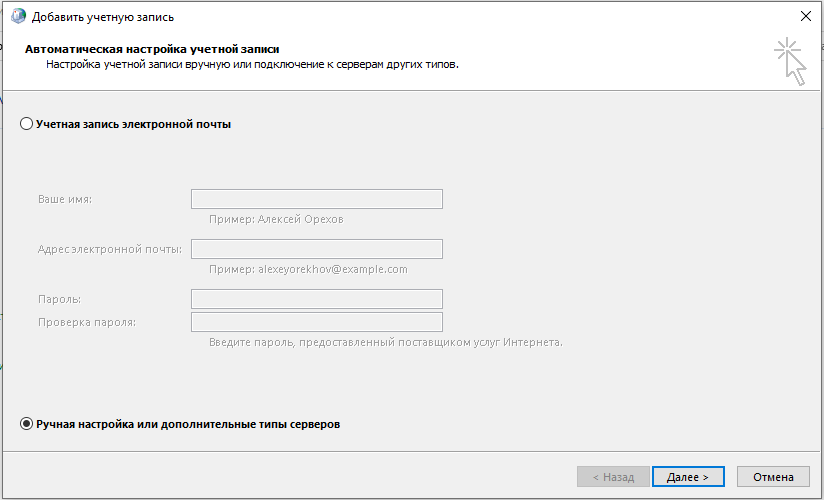 Добавить учетную запись
Автоматическая настройка учетной записи
Настройка учетной записи вручную или подключение к серверам других типов.
Учетная запись электронной почты
Ваше имя:
Пример: Алексей Орехов
Адрес электронной почты:
Пример: alexeyorekhov@example.com
Пароль:
Проверка пароля:
Введите пароль, предоставленный поставщиком услуг Интернета.
Ручная настройка или дополнительные типы серверов
< Назад Далее > Отмена